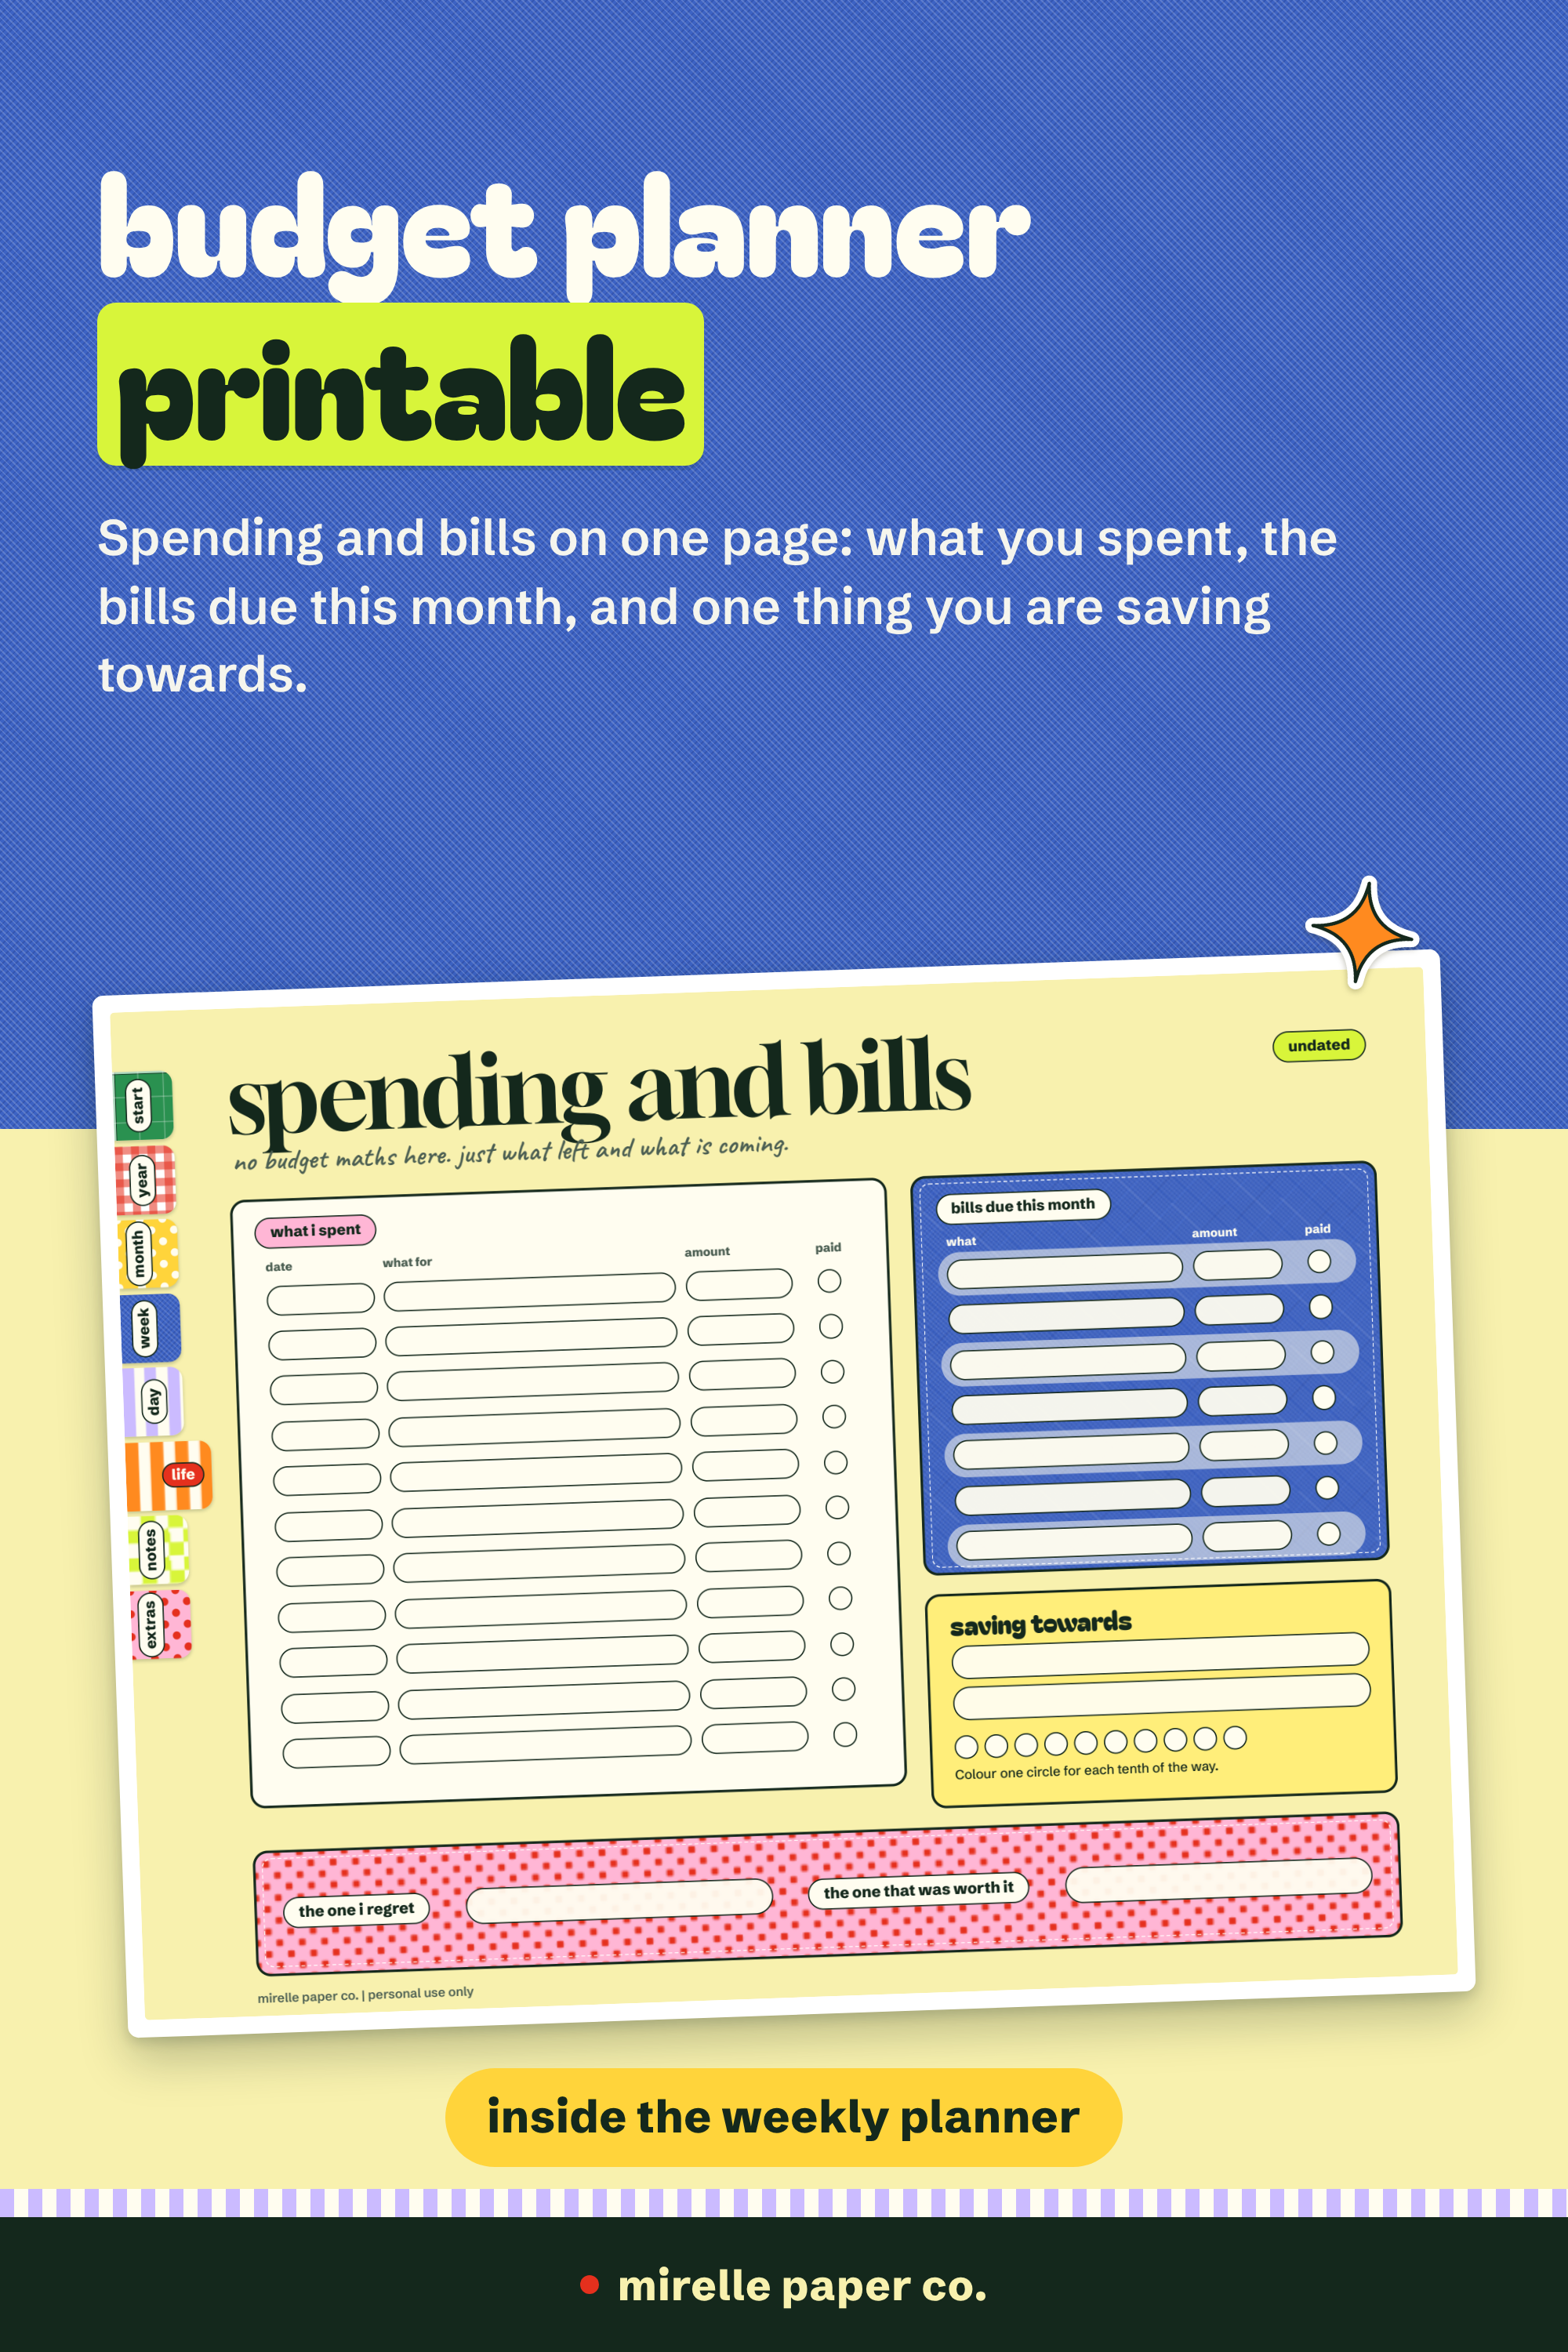 budget planner
printable
Spending and bills on one page: what you spent, the
bills due this month, and one thing you are saving
towards.
undated
spending and bills
no budget maths here. just what left and what is coming.
start
year
month
week
day
life
notes
extras
what i spent
date what for amount paid
bills due this month
what amount paid
saving towards
Colour one circle for each tenth of the way.
the one i regret
the one that was worth it
mirelle paper co. | personal use only
inside the weekly planner
mirelle paper co.